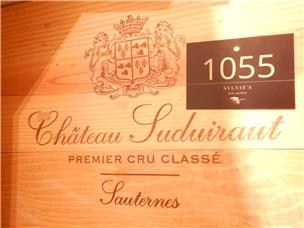 1055
SYLVIE'S
Château Suduiraut
PREMIER CRU CLASSÉ
Sauternes